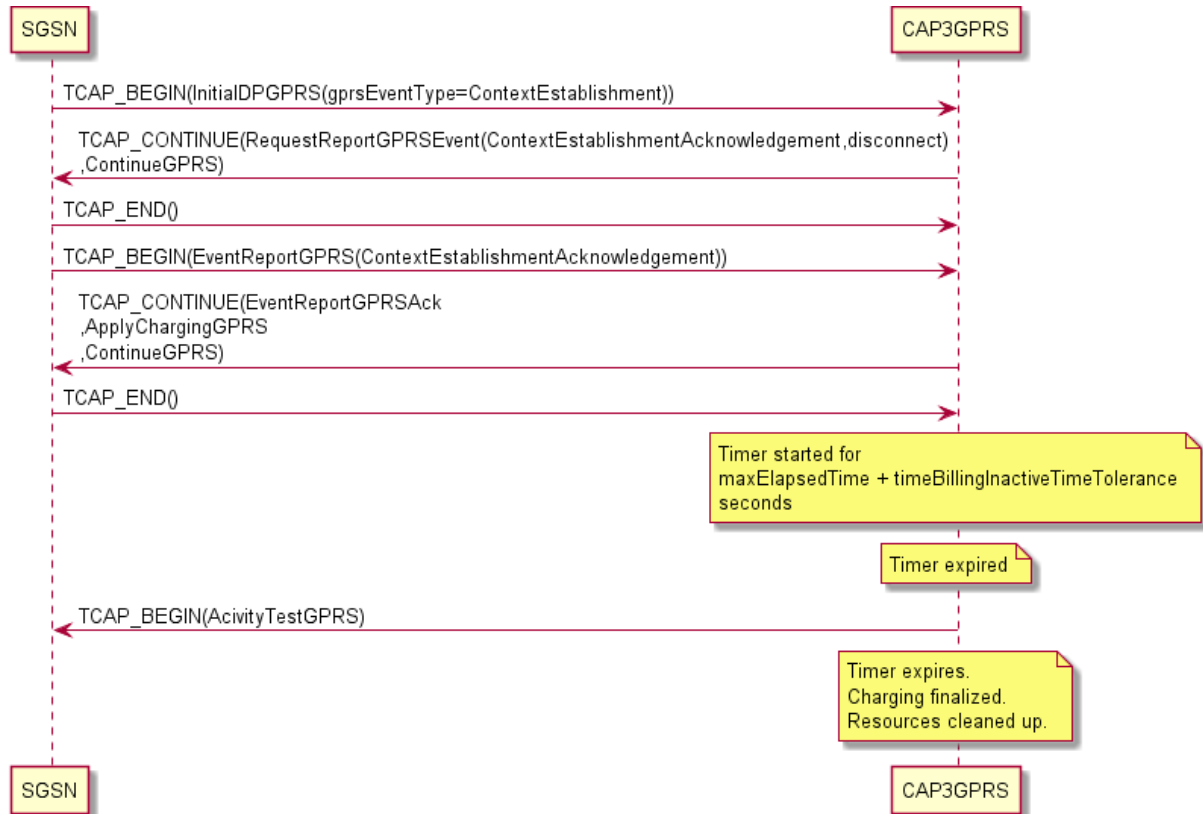 SGSN
CAP3GPRS
TCAP_BEGIN(InitialDPGPRS(gprsEventType=ContextEstablishment))
TCAP_CONTINUE(RequestReportGPRSEvent(ContextEstablishmentAcknowledgement,disconnect)
,ContinueGPRS)
TCAP_END()
TCAP_BEGIN(EventReportGPRS(ContextEstablishmentAcknowledgement))
TCAP_CONTINUE(EventReportGPRSAck
,ApplyChargingGPRS
,ContinueGPRS)
TCAP_END()
Timer started for
maxElapsedTime + timeBillingInactiveTimeTolerance
seconds
Timer expired
TCAP_BEGIN(AcivityTestGPRS)
Timer expires.
Charging finalized.
Resources cleaned up.
SGSN
CAP3GPRS